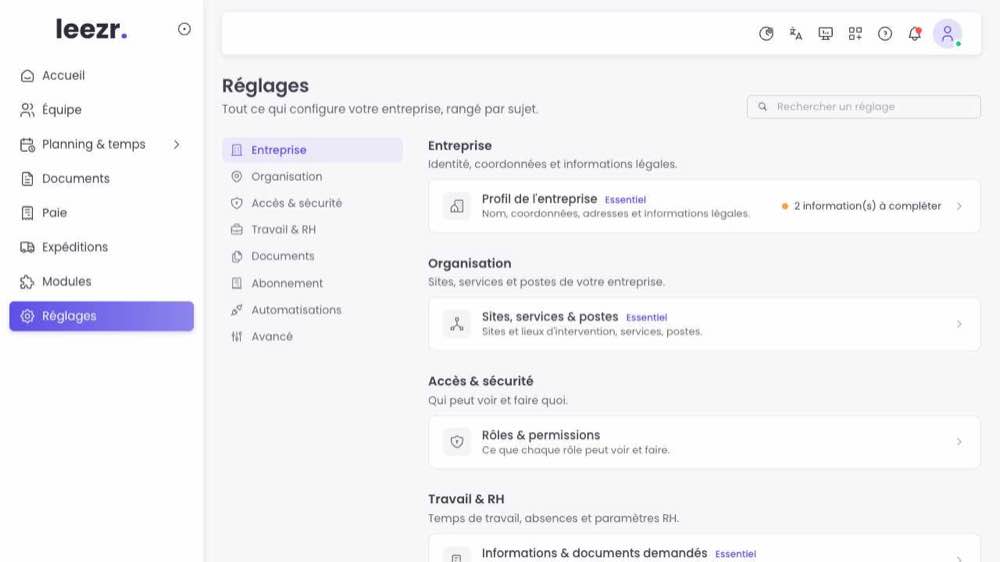 leezr.
Accueil
Équipe
Planning & temps
Documents
Paie
Expéditions
Modules
Réglages
Réglages
Tout ce qui configure votre entreprise, rangé par sujet.
Rechercher un réglage
Entreprise
Organisation
Accès & sécurité
Travail & RH
Documents
Abonnement
Automatisations
Avancé
Entreprise
Identité, coordonnées et informations légales.
Profil de l'entreprise Essentiel
Nom, coordonnées, adresses et informations légales.
2 information(s) à compléter
Organisation
Sites, services et postes de votre entreprise.
Sites, services & postes Essentiel
Sites et lieux d'intervention, services, postes.
Accès & sécurité
Qui peut voir et faire quoi.
Rôles & permissions
Ce que chaque rôle peut voir et faire.
Travail & RH
Temps de travail, absences et paramètres RH.
Informations & documents demandés Essentiel